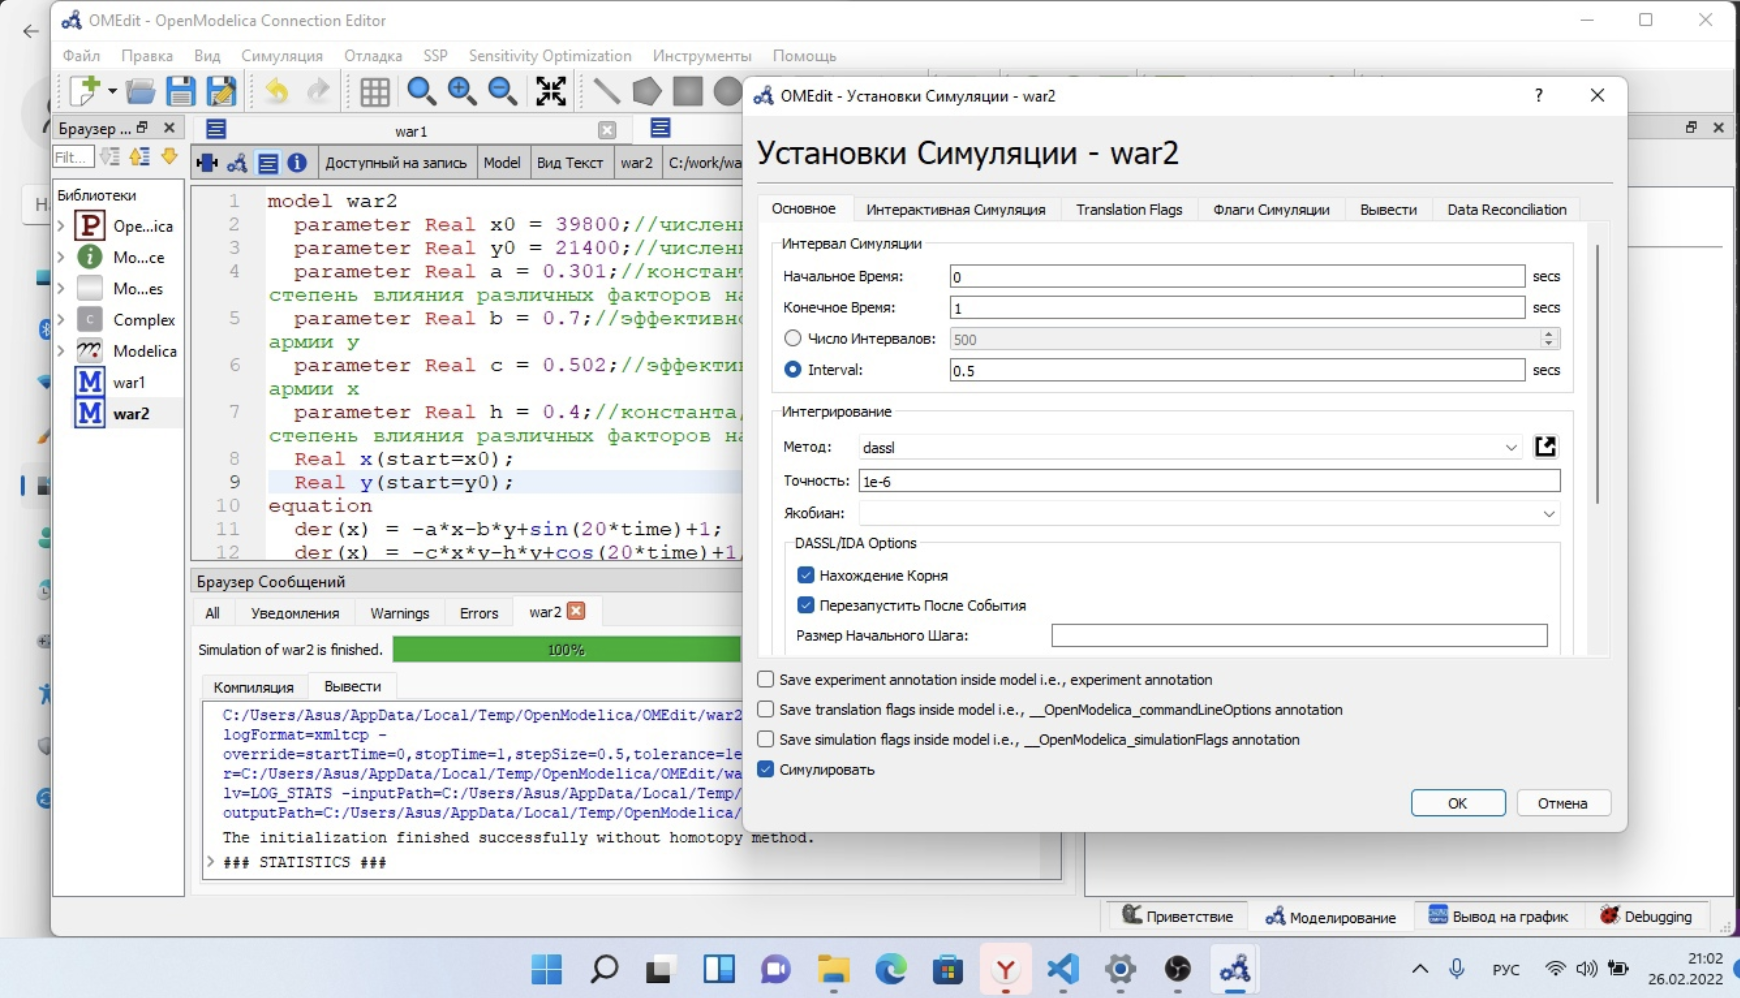 OMEdit - OpenModelica Connection Editor
Файл Правка Вид Симуляция Отладка SSP Sensitivity Optimization Инструменты Помощь
Браузер ...
war1
Filt...
Доступный на запись Model Вид Текст war2 C:/work/wa
Библиотеки
Ope...ica
Mo...ce
Mo...es
Complex
Modelica
war1
war2
1 model war2
2 parameter Real x0 = 39800;//числен
3 parameter Real y0 = 21400;//числен
4 parameter Real a = 0.301;//констан
степень влияния различных факторов на
5 parameter Real b = 0.7;//эффективн
армии y
6 parameter Real c = 0.502;//эффекти
армии x
7 parameter Real h = 0.4;//константа,
степень влияния различных факторов на
8 Real x(start=x0);
9 Real y(start=y0);
10 equation
11 der(x) = -a*x-b*y+sin(20*time)+1;
12 der(x) = -c*x*y-h*y+cos(20*time)+1
Браузер Сообщений
All Уведомления Warnings Errors war2
Simulation of war2 is finished. 100%
Компиляция Вывести
C:/Users/Asus/AppData/Local/Temp/OpenModelica/OMEdit/war2
logFormat=xmltcp -
override=startTime=0,stopTime=1,stepSize=0.5,tolerance=1e
r=C:/Users/Asus/AppData/Local/Temp/OpenModelica/OMEdit/wa
lv=LOG_STATS -inputPath=C:/Users/Asus/AppData/Local/Temp/
outputPath=C:/Users/Asus/AppData/Local/Temp/OpenModelica/
The initialization finished successfully without homotopy method.
### STATISTICS ###
OMEdit - Установки Симуляции - war2
Установки Симуляции - war2
Основное Интерактивная Симуляция Translation Flags Флаги Симуляции Вывести Data Reconciliation
Интервал Симуляции
Начальное Время: 0 secs
Конечное Время: 1 secs
Число Интервалов: 500
Interval: 0.5 secs
Интегрирование
Метод: dassl
Точность: 1e-6
Якобиан:
DASSL/IDA Options
Нахождение Корня
Перезапустить После События
Размер Начального Шага:
Save experiment annotation inside model i.e., experiment annotation
Save translation flags inside model i.e., __OpenModelica_commandLineOptions annotation
Save simulation flags inside model i.e., __OpenModelica_simulationFlags annotation
Симулировать
OK Отмена
Приветствие Моделирование Вывод на график Debugging
РУС
21:02
26.02.2022